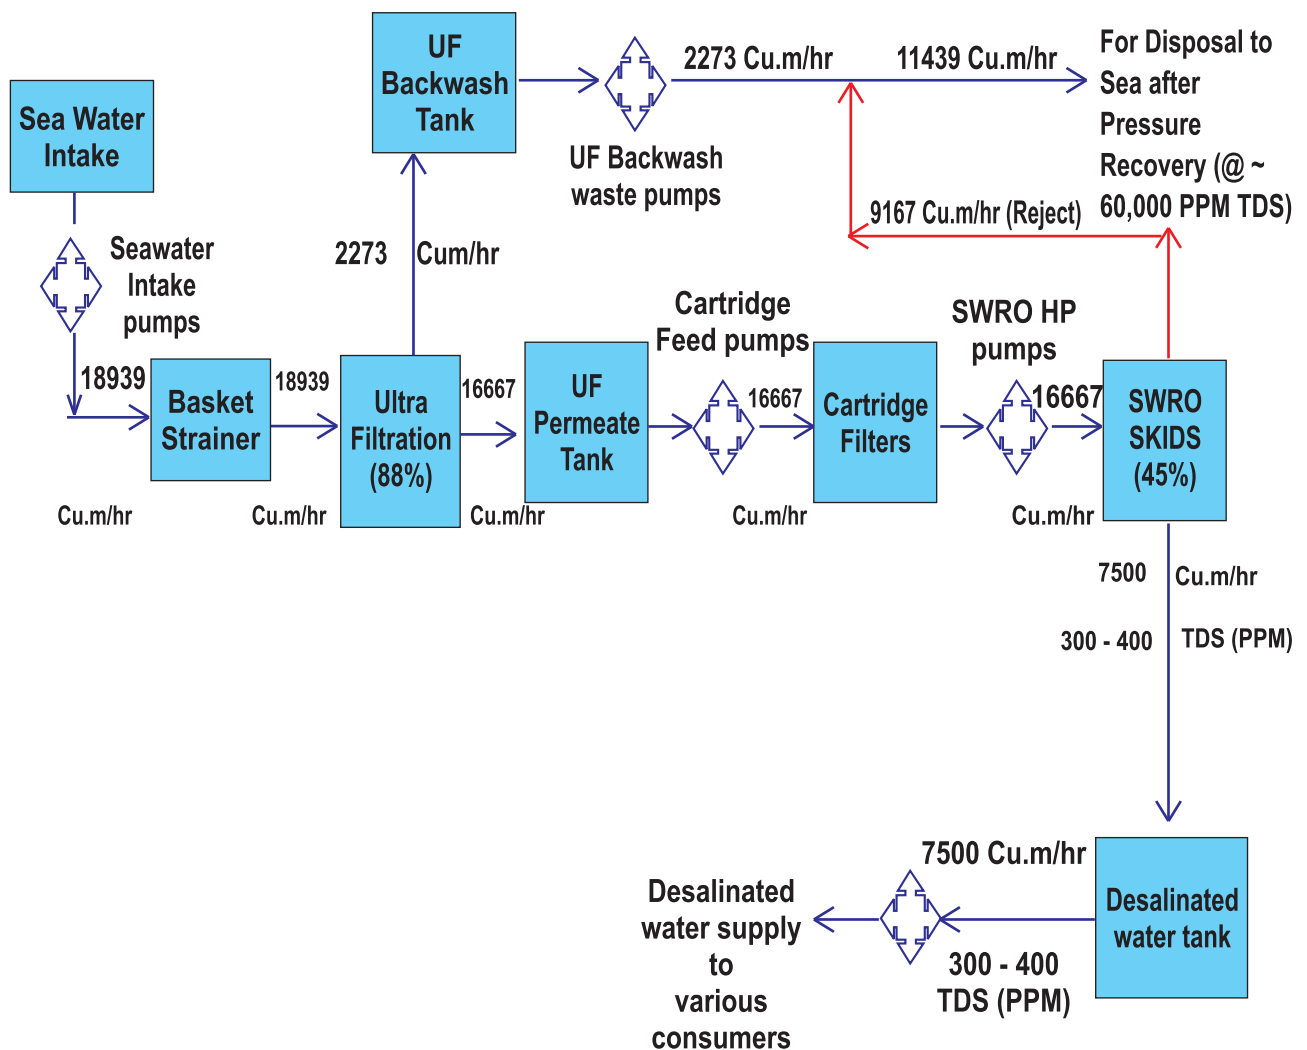 Sea Water
Intake
Seawater
Intake
pumps
18939
Cu.m/hr
Basket
Strainer
18939
Cu.m/hr
Ultra
Filtration
(88%)
2273 Cum/hr
UF
Backwash
Tank
UF Backwash
waste pumps
2273 Cu.m/hr
11439 Cu.m/hr
For Disposal to
Sea after
Pressure
Recovery (@ ~
60,000 PPM TDS)
9167 Cu.m/hr (Reject)
16667
Cu.m/hr
UF
Permeate
Tank
Cartridge
Feed pumps
16667
Cu.m/hr
Cartridge
Filters
SWRO HP
pumps
16667
Cu.m/hr
SWRO
SKIDS
(45%)
7500 Cu.m/hr
300 - 400 TDS (PPM)
Desalinated
water tank
7500 Cu.m/hr
300 - 400
TDS (PPM)
Desalinated
water supply
to
various
consumers